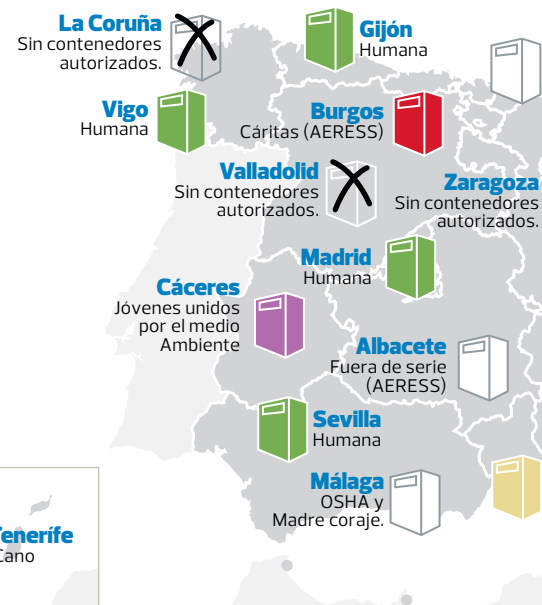 La Coruña
Sin contenedores
autorizados.
Gijón
Humana
Vigo
Humana
Burgos
Cáritas (AERESS)
Valladolid
Sin contenedores
autorizados.
Zaragoza
Sin contenedores
autorizados.
Madrid
Humana
Cáceres
Jóvenes unidos
por el medio
Ambiente
Albacete
Fuera de serie
(AERESS)
Sevilla
Humana
Málaga
OSHA y
Madre coraje.
enerífe
Cano